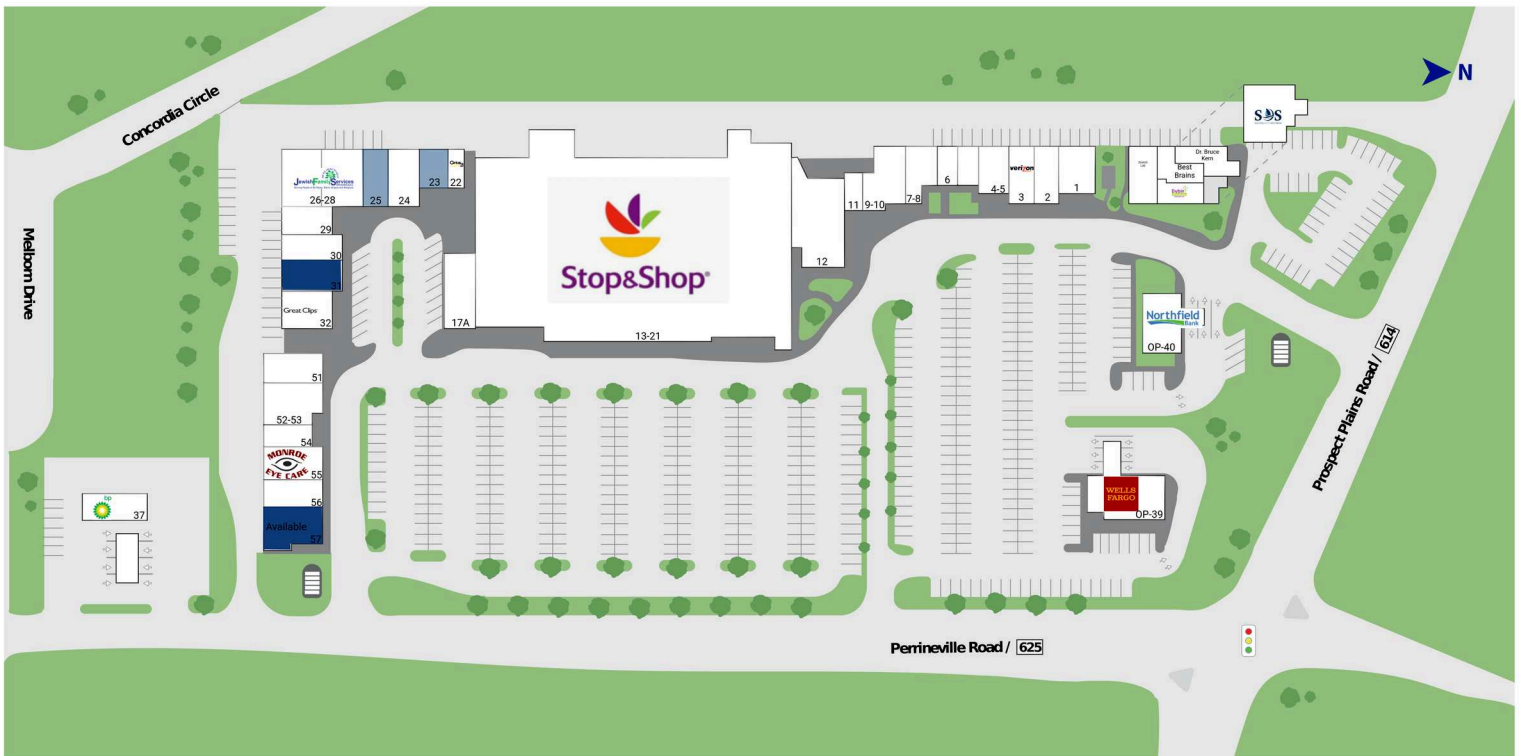 N
Concordia Circle
SOS
Dr. Bruce
Kern
Best
Brains
Jewish Family Services
26-28
25
24
23
22
verizon
11
9-10
7-8
6
4-5
3
2
1
29
30
31
Great Clips
32
12
Stop&Shop
17A
13-21
Melborn Drive
Northfield
Bank
OP-40
Prospect Plains Road / 614
51
52-53
54
MONROE
EYE CARE
55
56
Available
57
bp
37
WELLS
FARGO
OP-39
Perrineville Road / 625